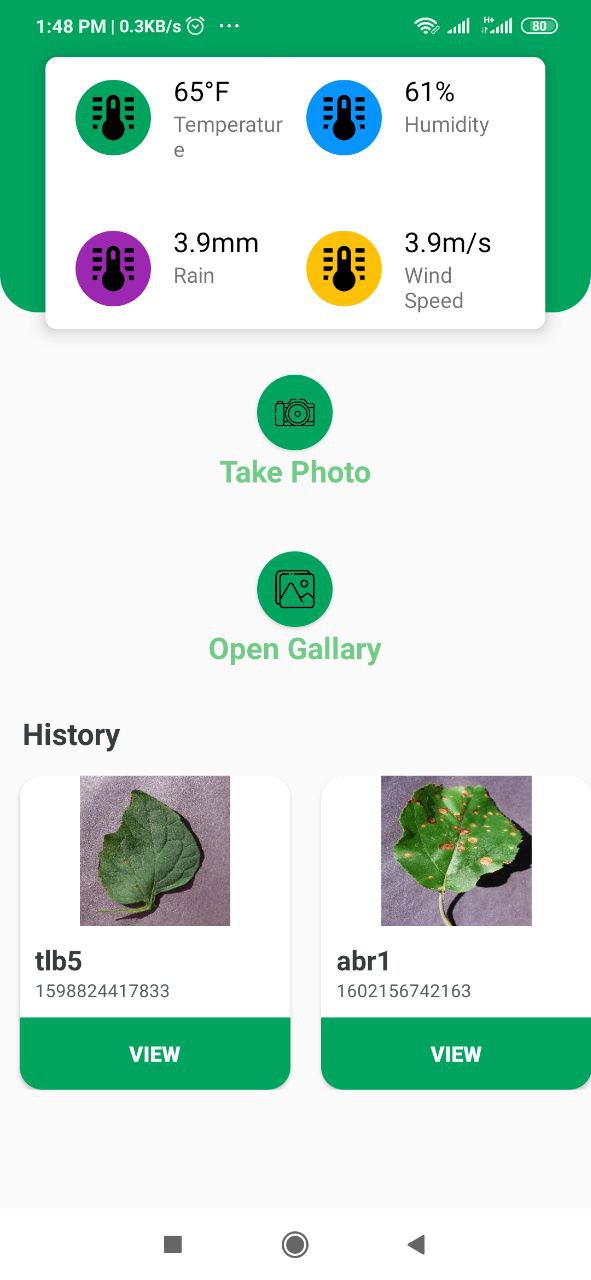 1:48 PM | 0.3KB/s ... H+ 80
65°F 61%
Temperatur Humidity
e
3.9mm 3.9m/s
Rain Wind
Speed
Take Photo
Open Gallary
History
tlb5 abr1
1598824417833 1602156742163
VIEW VIEW